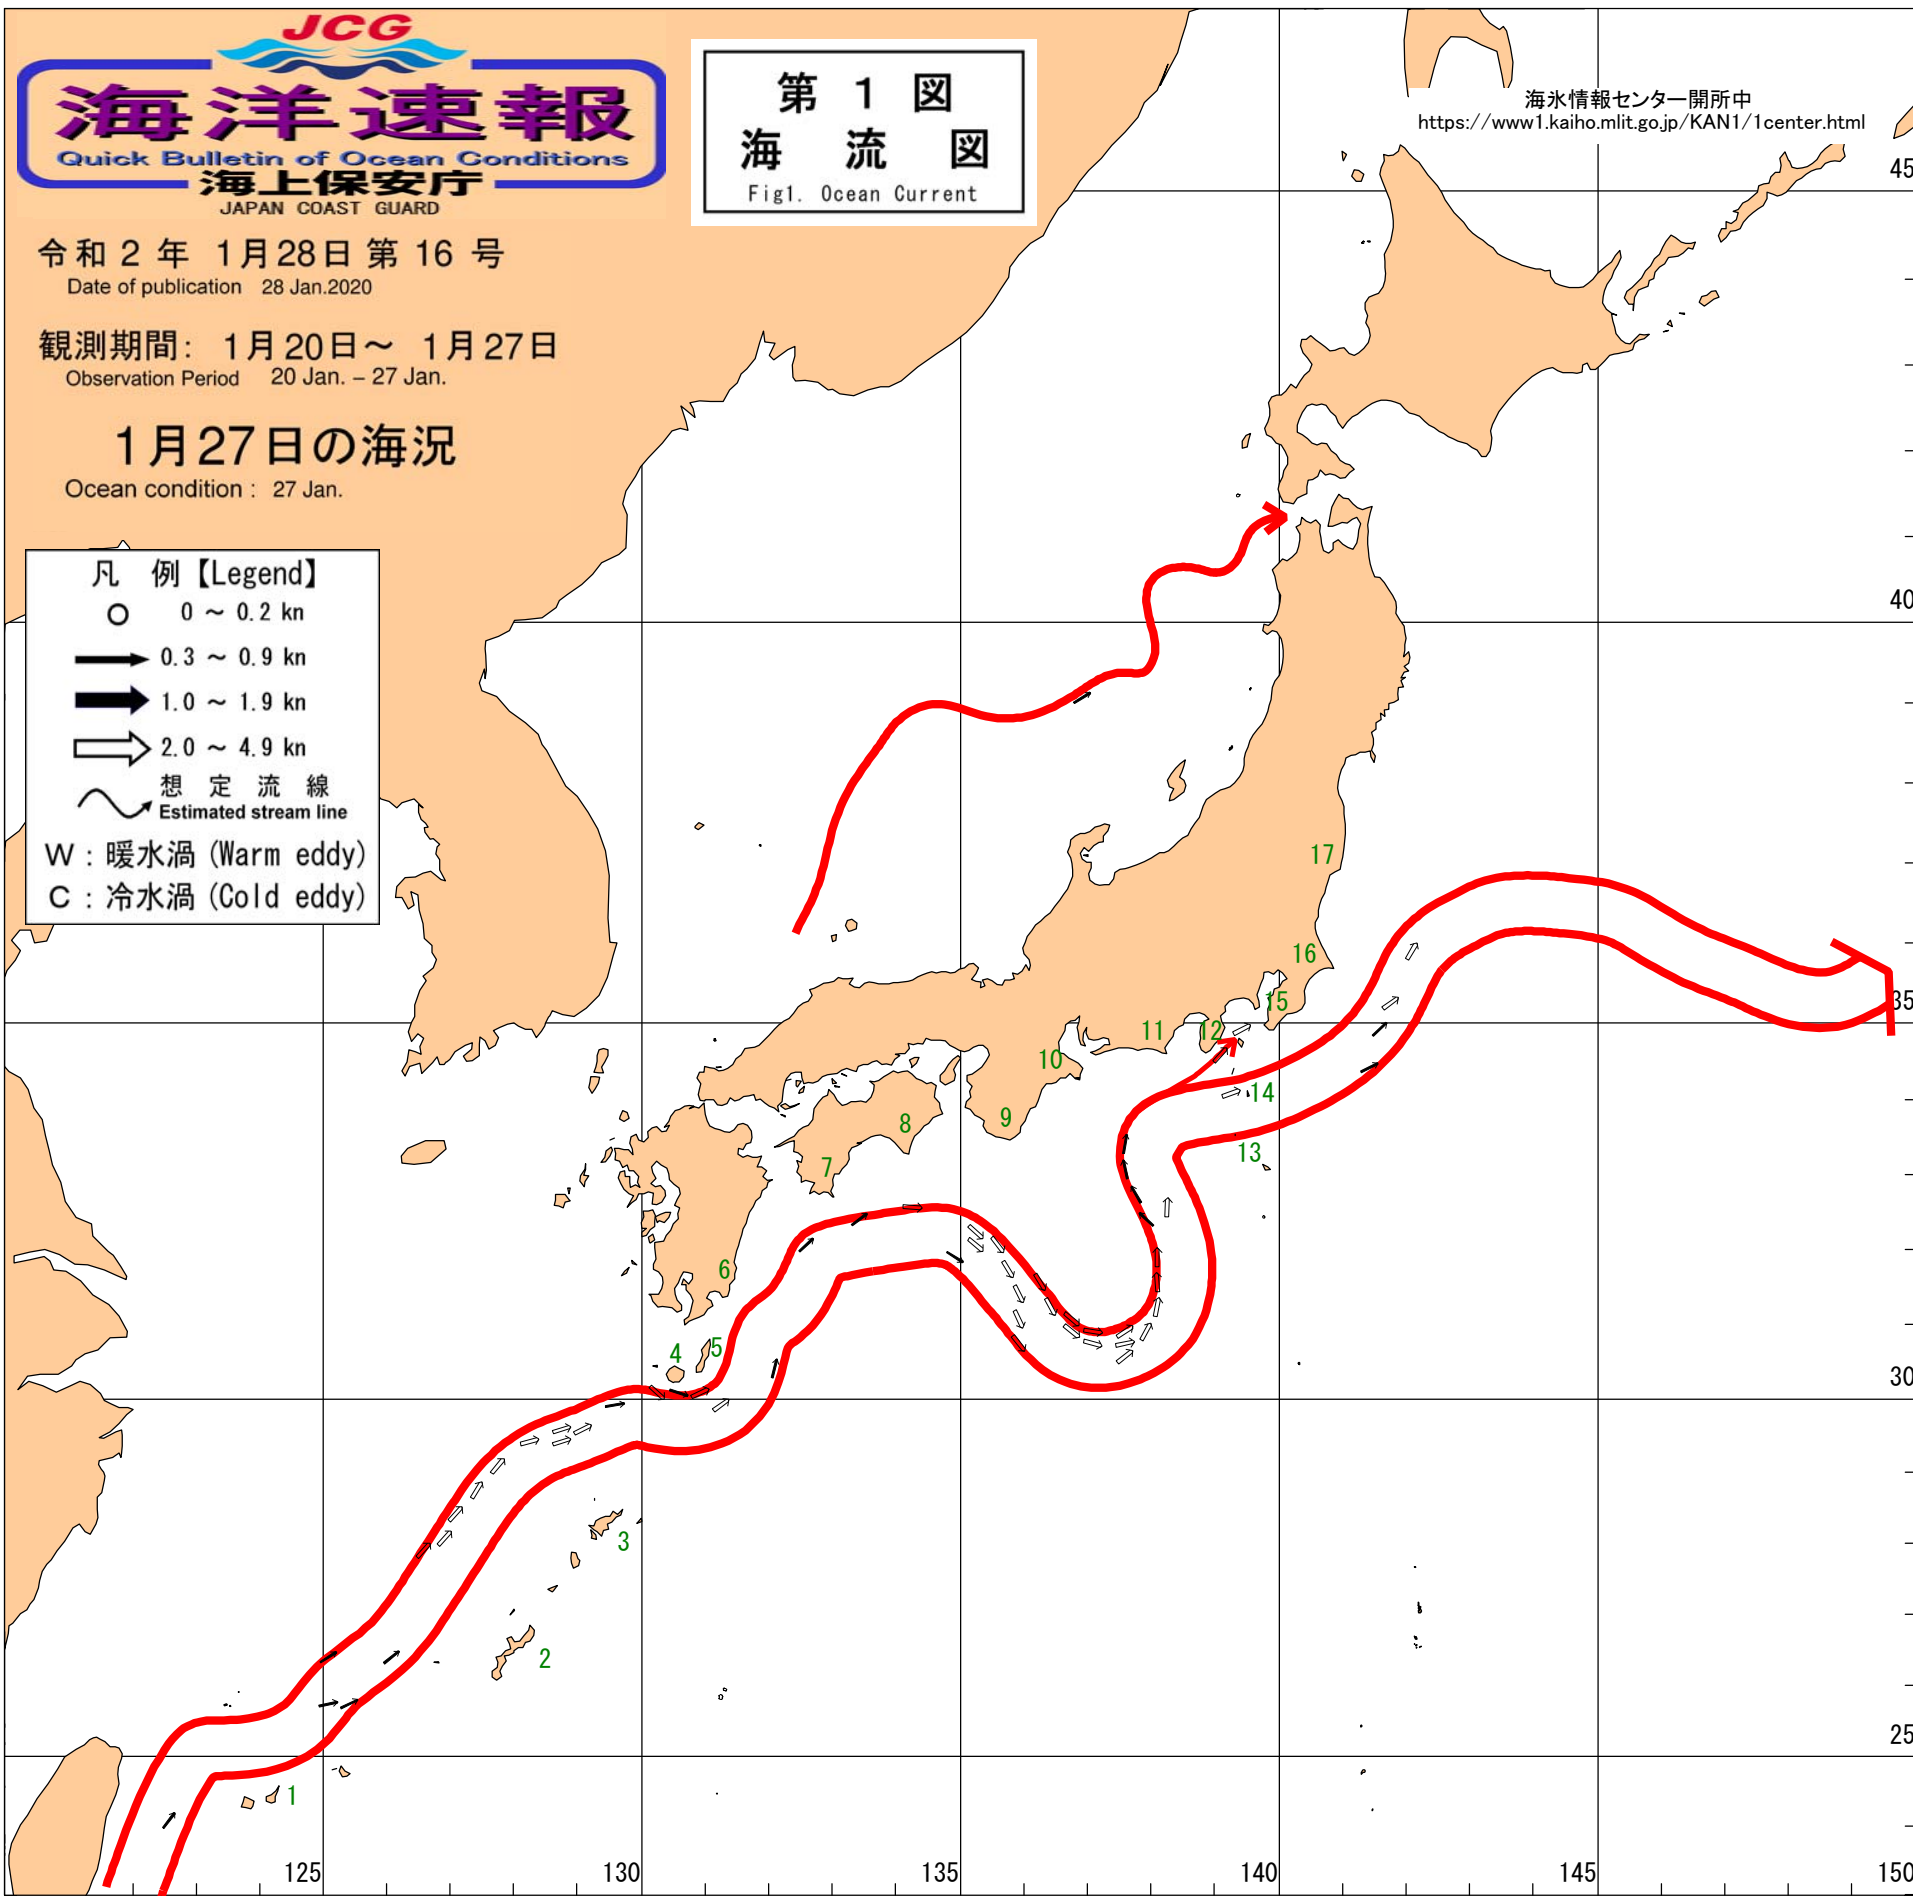 JCG
海洋速報
Quick Bulletin of Ocean Conditions
海上保安庁
JAPAN COAST GUARD
第 1 図
海 流 図
Fig1. Ocean Current
海氷情報センター開所中
https://www1.kaiho.mlit.go.jp/KAN1/1center.html
令和 2 年 1月28日 第 16 号
Date of publication 28 Jan.2020
観測期間: 1月20日~ 1月27日
Observation Period 20 Jan. – 27 Jan.
1月27日の海況
Ocean condition : 27 Jan.
凡 例【Legend】
0 ~ 0.2 kn
0.3 ~ 0.9 kn
1.0 ~ 1.9 kn
2.0 ~ 4.9 kn
想 定 流 線
Estimated stream line
W : 暖水渦 (Warm eddy)
C : 冷水渦 (Cold eddy)
45
40
35
30
25
17
16
15
14
13
12
11
10
9
8
7
6
5
4
3
2
1
125
130
135
140
145
150